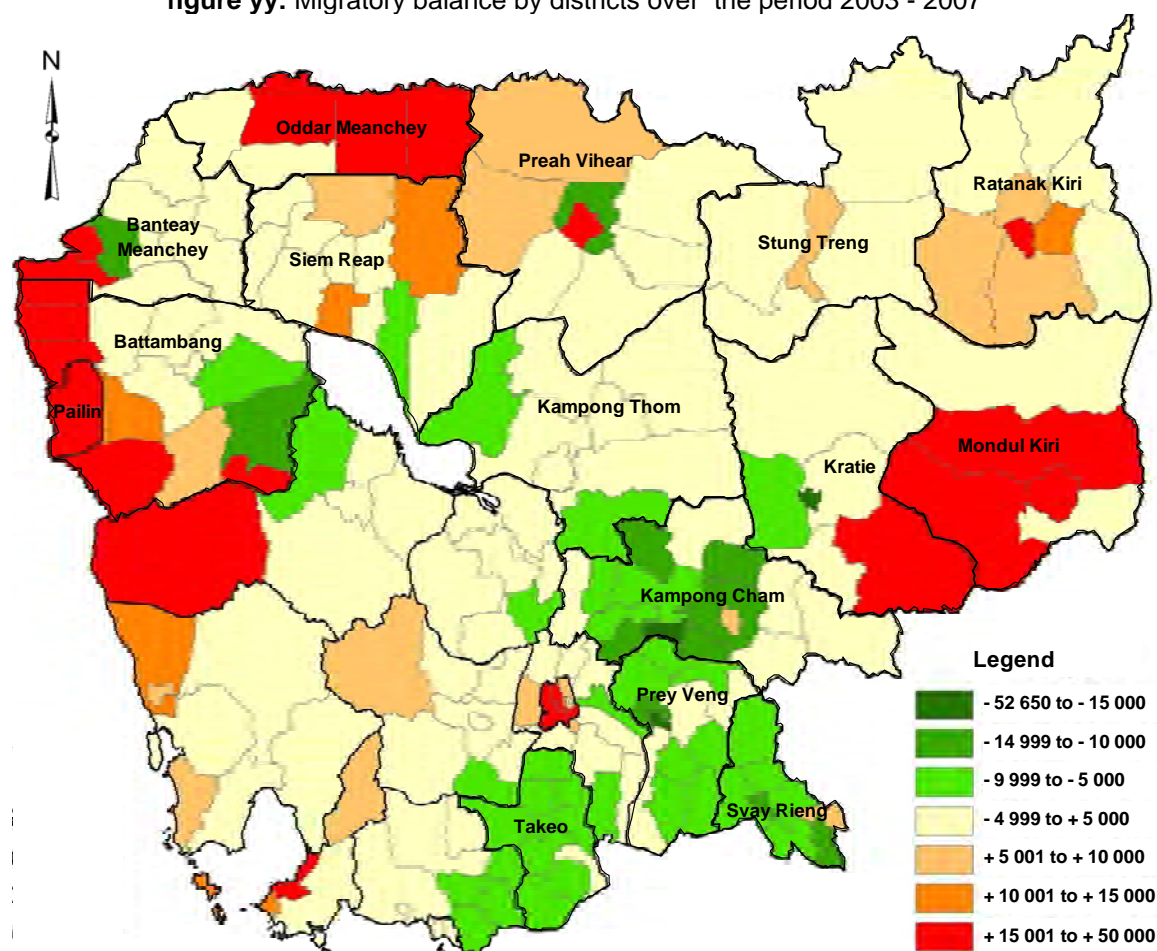 figure yy: Migratory balance by districts over the period 2003 - 2007
N
Oddar Meanchey
Preah Vihear
Ratanak Kiri
Banteay
Meanchey
Stung Treng
Siem Reap
Battambang
Pailin
Kampong Thom
Mondul Kiri
Kratie
Kampong Cham
Prey Veng
Svay Rieng
Takeo
Legend
- 52 650 to - 15 000
- 14 999 to - 10 000
- 9 999 to - 5 000
- 4 999 to + 5 000
+ 5 001 to + 10 000
+ 10 001 to + 15 000
+ 15 001 to + 50 000